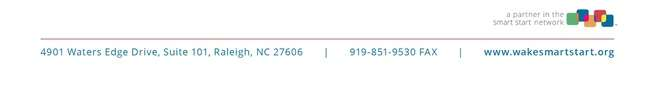 a partner in the
smart start network
4901 Waters Edge Drive, Suite 101, Raleigh, NC 27606 | 919-851-9530 FAX | www.wakesmartstart.org